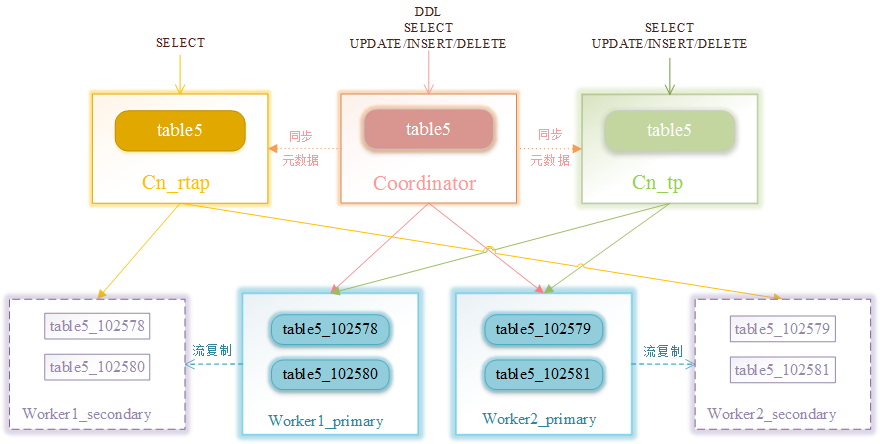 SELECT
DDL
SELECT
UPDATE/INSERT/DELETE
SELECT
UPDATE/INSERT/DELETE
table5
Cn_rtap
同步
元数据
table5
Coordinator
同步
元数据
table5
Cn_tp
table5_102578
table5_102580
Worker1_secondary
流复制
table5_102578
table5_102580
Worker1_primary
table5_102579
table5_102581
Worker2_primary
流复制
table5_102579
table5_102581
Worker2_secondary